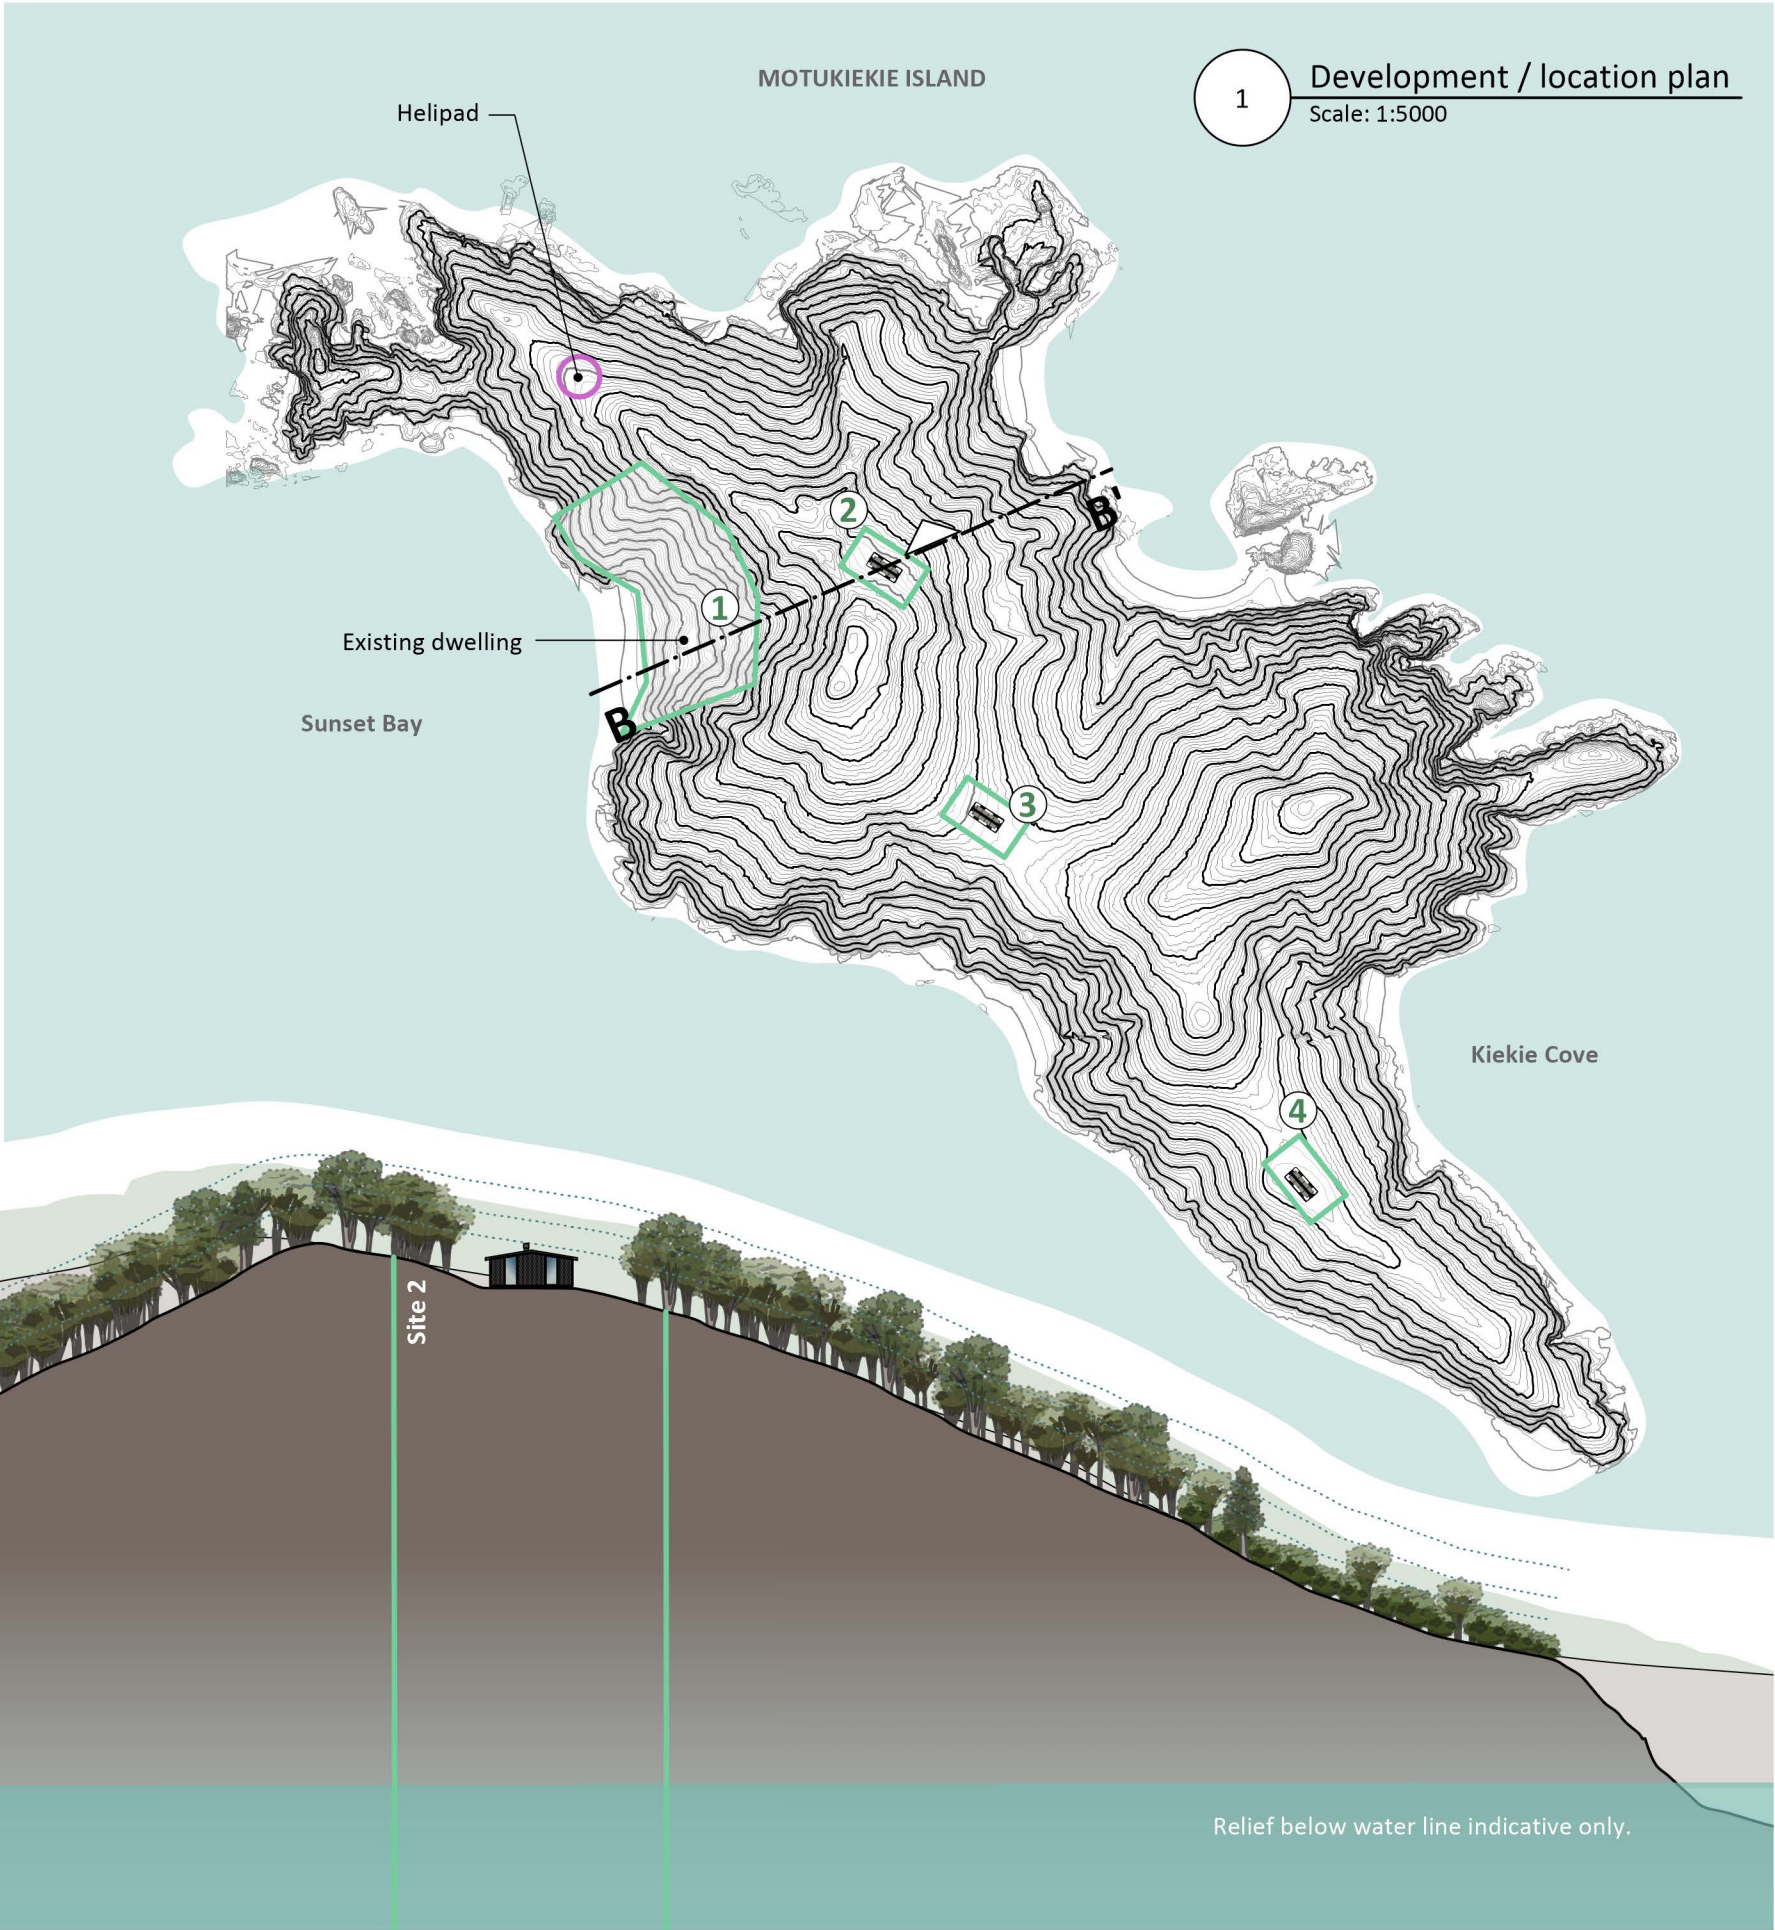 MOTUKIEKIE ISLAND
1
Development / location plan
Scale: 1:5000
Helipad
2
B'
1
Existing dwelling
B
Sunset Bay
3
Kiekie Cove
4
Site 2
Relief below water line indicative only.